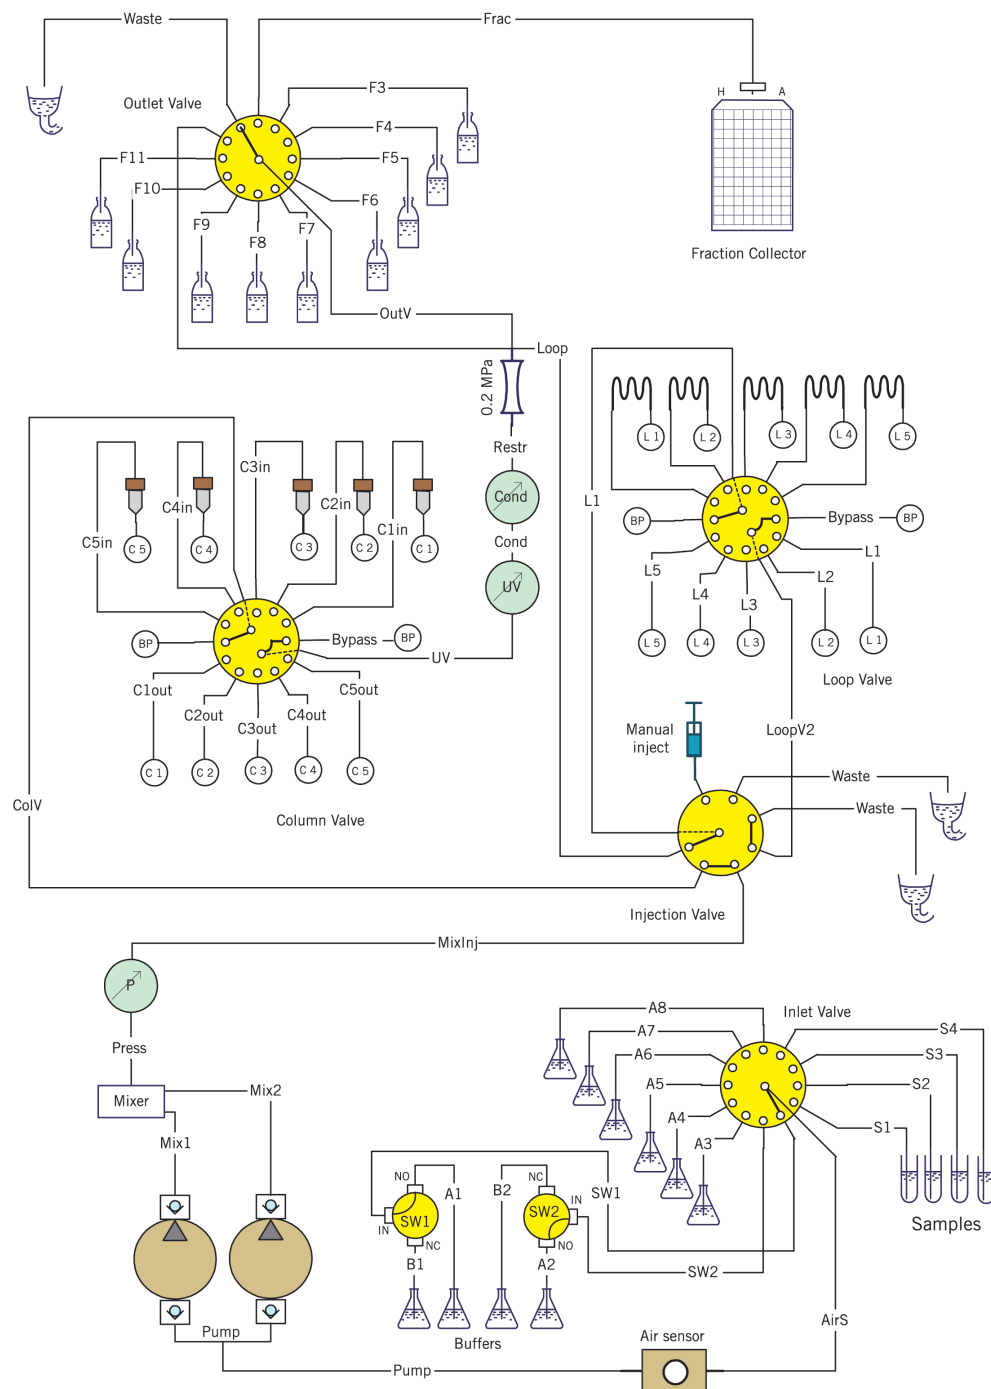 Waste
Frac
Outlet Valve
F3
H
A
F4
F11
F5
F10
F6
F9
F7
F8
Fraction Collector
OutV
Loop
0.2 MPa
Restr
L 1
L 2
L 3
L 4
L 5
C3in
Cond
L1
C4in
C2in
C1in
BP
Bypass
BP
C5in
C 5
C 4
C 3
C 2
C 1
Cond
L1
L5
L2
UV
L4
L3
BP
Bypass
BP
UV
L 5
L 4
L 3
L 2
L 1
Loop Valve
C1out
C5out
C2out
C4out
C3out
Manual
inject
LoopV2
C 1
C 2
C 3
C 4
C 5
Waste
ColV
Column Valve
Waste
Injection Valve
MixInj
P
A8
Inlet Valve
A7
S4
Press
A6
S3
A5
S2
Mixer
Mix2
A4
S1
Mix1
A3
NO
A1
B2
NC
SW1
IN
SW1
SW2
Samples
IN
NC
NO
B1
A2
SW2
AirS
Pump
Buffers
Air sensor
Pump